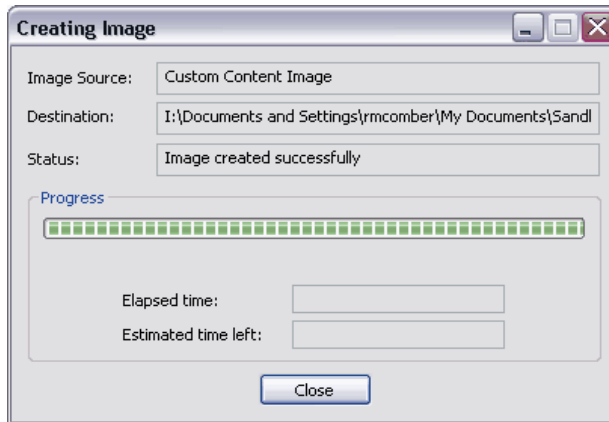 Creating Image
Image Source: Custom Content Image
Destination: I:\Documents and Settings\rmcomber\My Documents\Sandl
Status: Image created successfully
Progress
Elapsed time:
Estimated time left:
Close